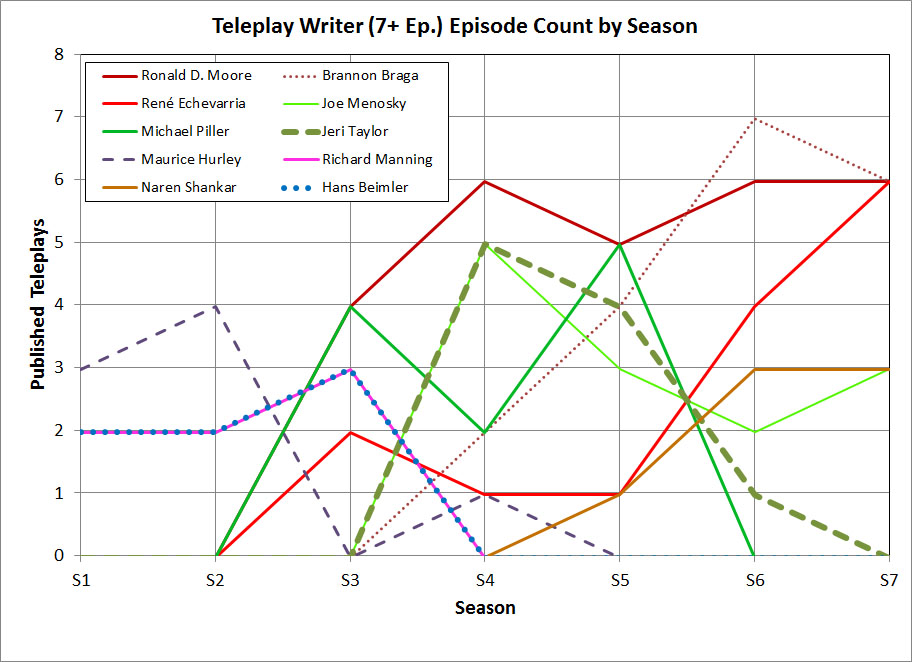 Teleplay Writer (7+ Ep.) Episode Count by Season
8
7
6
5
4
3
2
1
0
Published Teleplays
Ronald D. Moore
Brannon Braga
René Echevarria
Joe Menosky
Michael Piller
Jeri Taylor
Maurice Hurley
Richard Manning
Naren Shankar
Hans Beimler
S1 S2 S3 S4 S5 S6 S7
Season